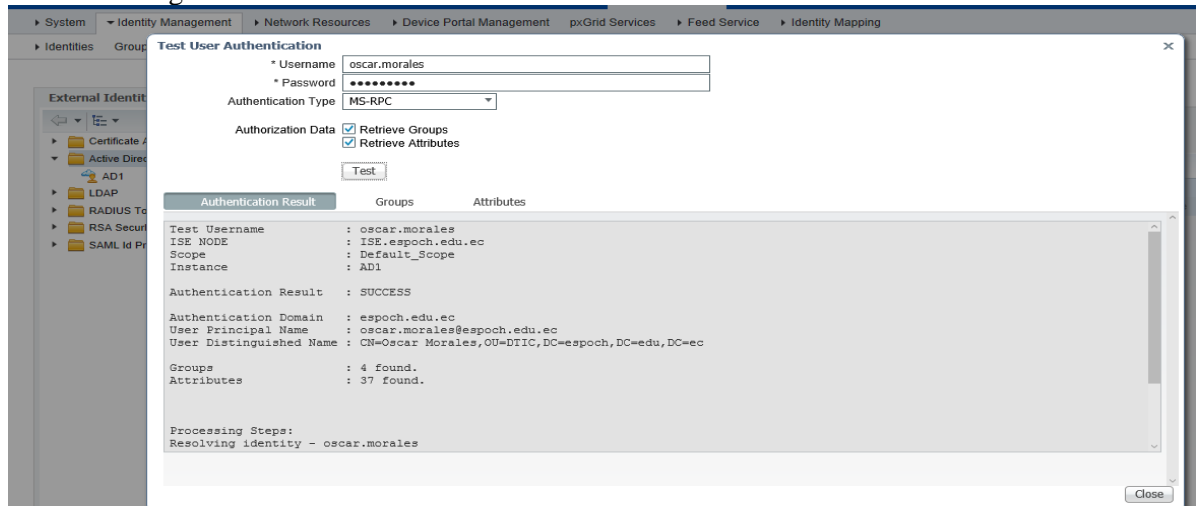 System Identity Management Network Resources Device Portal Management pxGrid Services Feed Service Identity Mapping
Identities Group
Test User Authentication
* Username oscar.morales
* Password •••••••••
Authentication Type MS-RPC
External Identit
Authorization Data Retrieve Groups
Retrieve Attributes
Certificate A
Active Direc
AD1
LDAP
RADIUS To
RSA Securi
SAML Id Pr
Test
Authentication Result Groups Attributes
Test Username : oscar.morales
ISE NODE : ISE.espoch.edu.ec
Scope : Default_Scope
Instance : AD1
Authentication Result : SUCCESS
Authentication Domain : espoch.edu.ec
User Principal Name : oscar.morales@espoch.edu.ec
User Distinguished Name : CN=Oscar Morales,OU=DTIC,DC=espoch,DC=edu,DC=ec
Groups : 4 found.
Attributes : 37 found.
Processing Steps:
Resolving identity - oscar.morales
Close